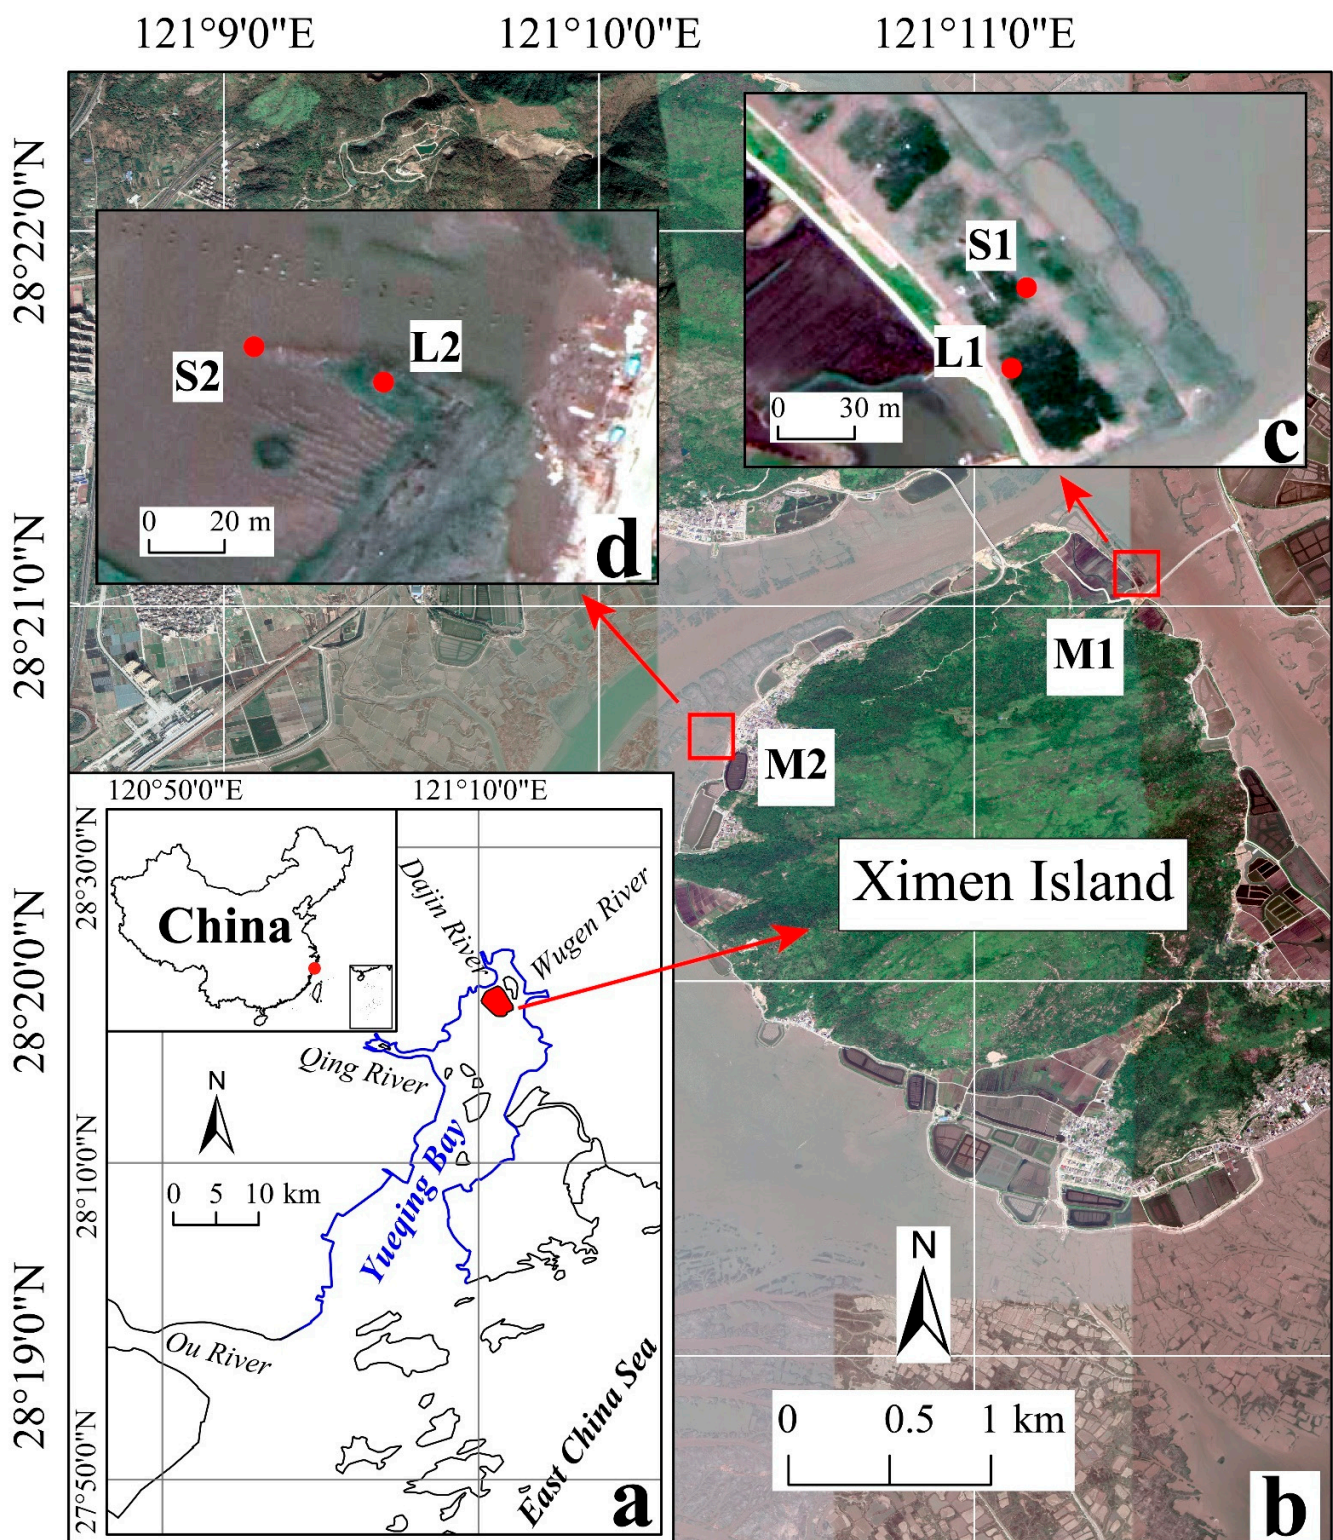 121°9'0"E
121°10'0"E
121°11'0"E
28°22'0"N
28°21'0"N
28°20'0"N
28°19'0"N
S1
L1
0 30 m
c
S2
L2
0 20 m
d
M1
M2
Ximen Island
N
0 0.5 1 km
b
120°50'0"E
121°10'0"E
28°30'0"N
28°10'0"N
27°50'0"N
China
Dajin River
Wugen River
Qing River
N
0 5 10 km
Yueqing Bay
Ou River
East China Sea
a